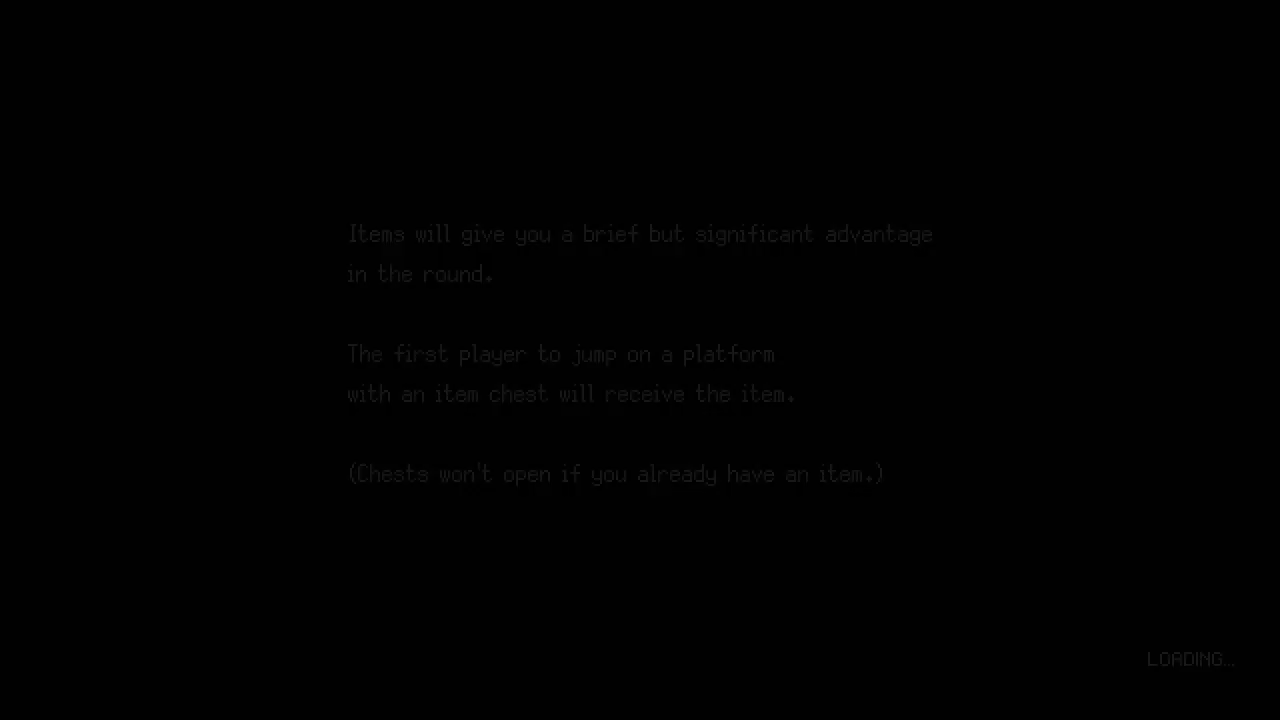 Items will give you a brief but significant advantage
in the round.
The first player to jump on a platform
with an item chest will receive the item.
(Chests won't open if you already have an item.)
LOADING...